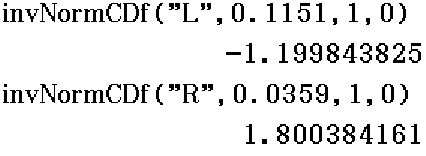 invNormCDf(”L”,0.1151,1,0)
-1.199843825
invNormCDf(”R”,0.0359,1,0)
1.800384161